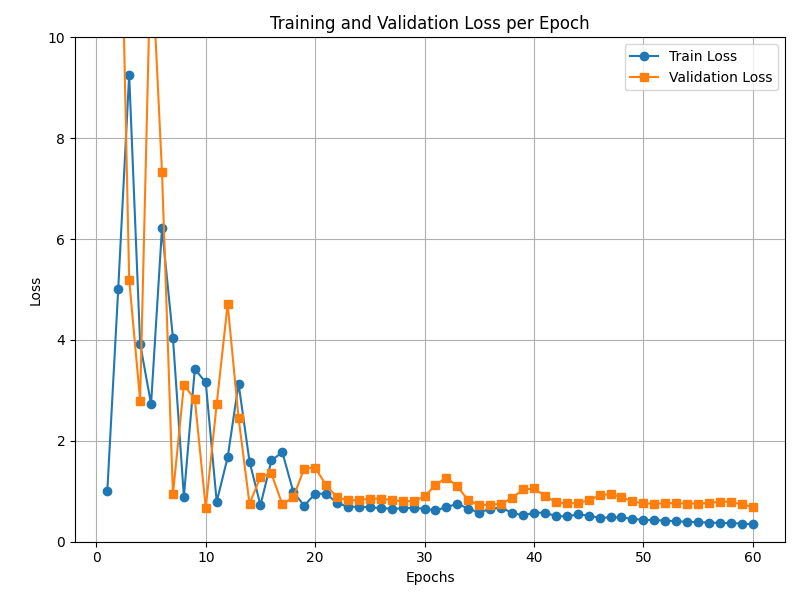 Training and Validation Loss per Epoch
Train Loss
Validation Loss
Loss
10
8
6
4
2
0
0 10 20 30 40 50 60
Epochs